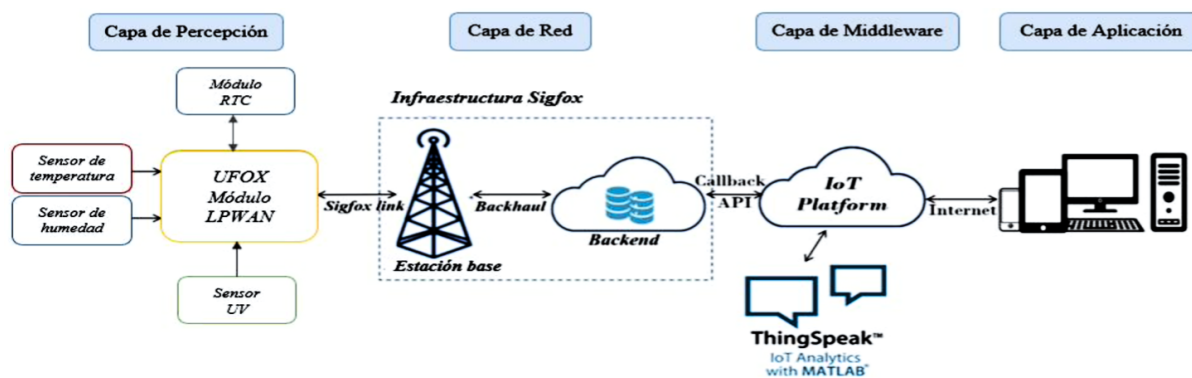 Capa de Percepción
Capa de Red
Capa de Middleware
Capa de Aplicación
Módulo
RTC
Sensor de
temperatura
Sensor de
humedad
UFOX
Módulo
LPWAN
Sensor
UV
Infraestructura Sigfox
Sigfox link
Estación base
Backhaul
Backend
Callback
API
IoT
Platform
Internet
ThingSpeak™
IoT Analytics
with MATLAB®